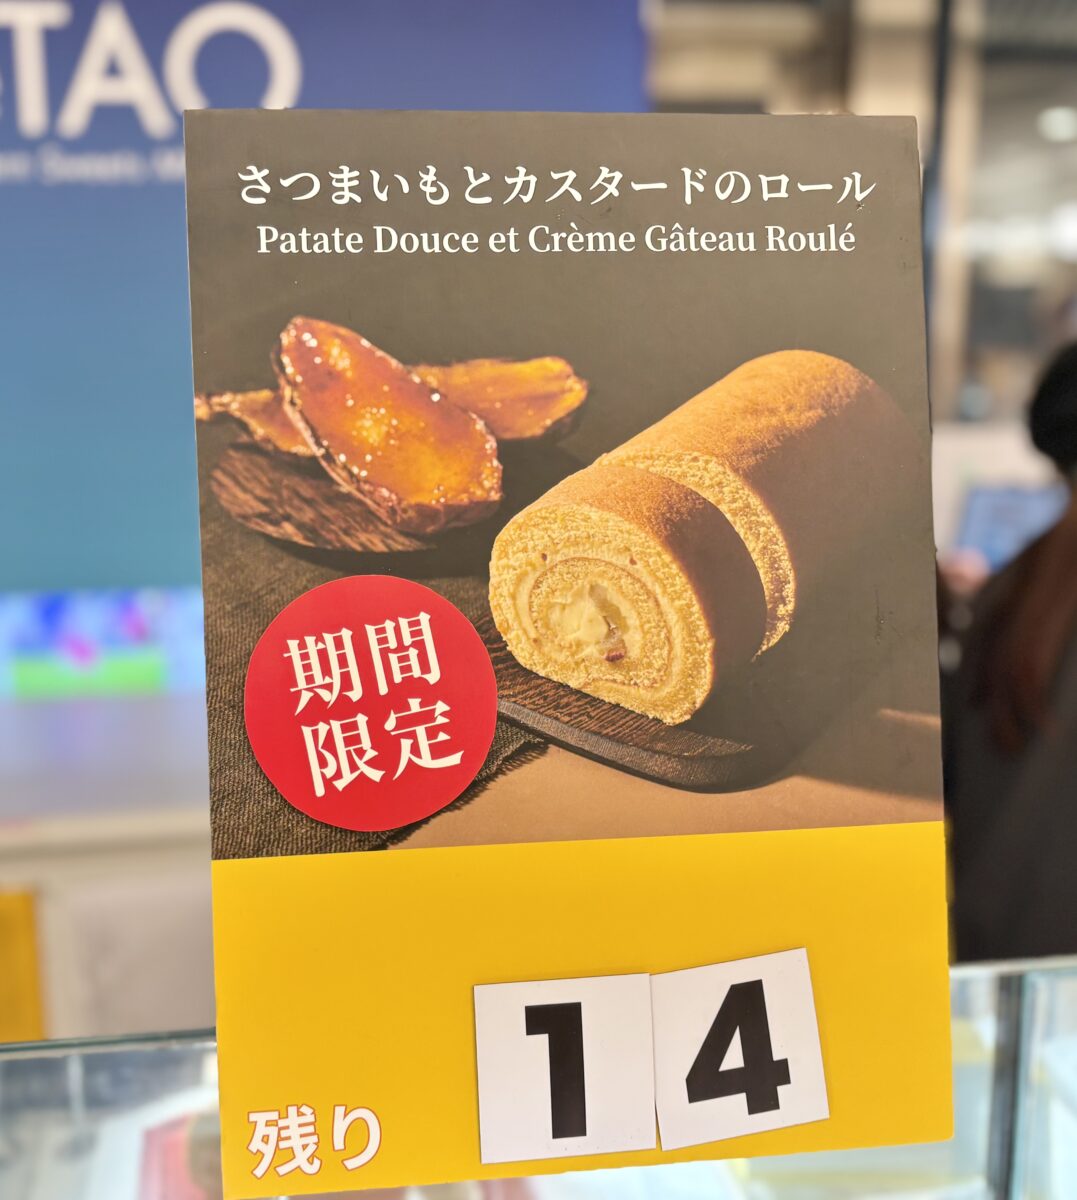 TAO
さつまいもとカスタードのロール
Patate Douce et Crème Gâteau Roulé
期間
限定
残り
14